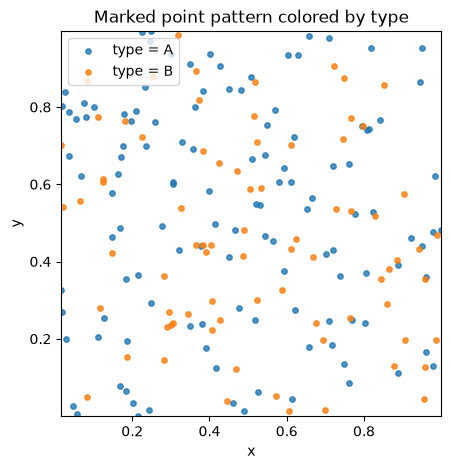 Marked point pattern colored by type
type = A
type = B
0.8
0.6
0.4
0.2
y
0.2
0.4
0.6
0.8
x